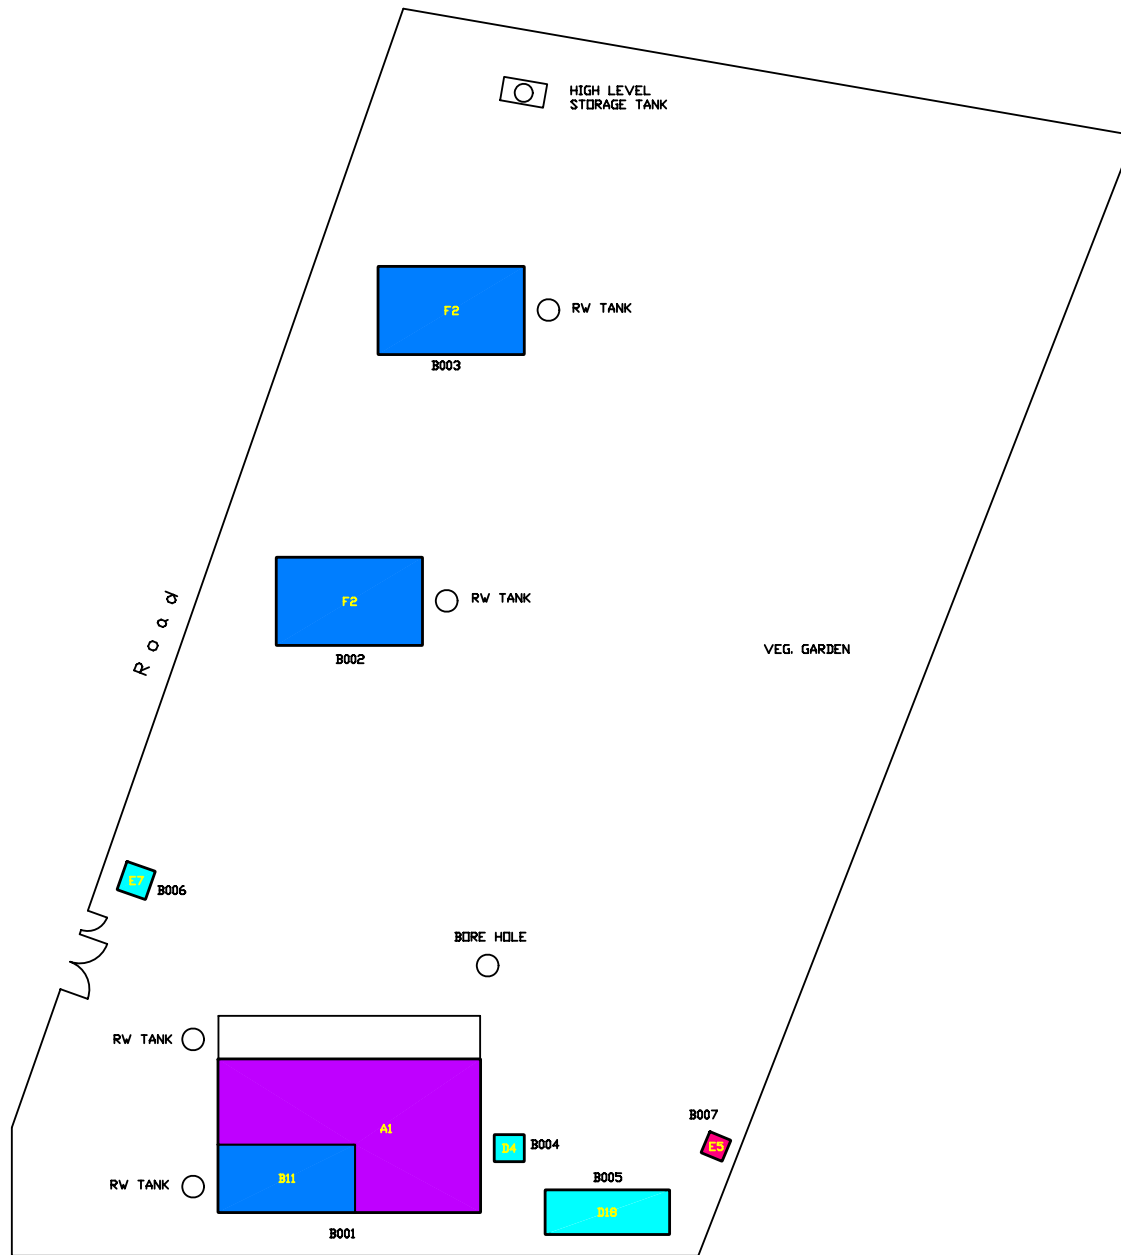 HIGH LEVEL
STORAGE TANK
F2
RW TANK
B003
F2
RW TANK
B002
Road
VEG. GARDEN
E7
B006
BORE HOLE
RW TANK
A1
B007
E5
D4
B004
B11
RW TANK
B005
D18
B001